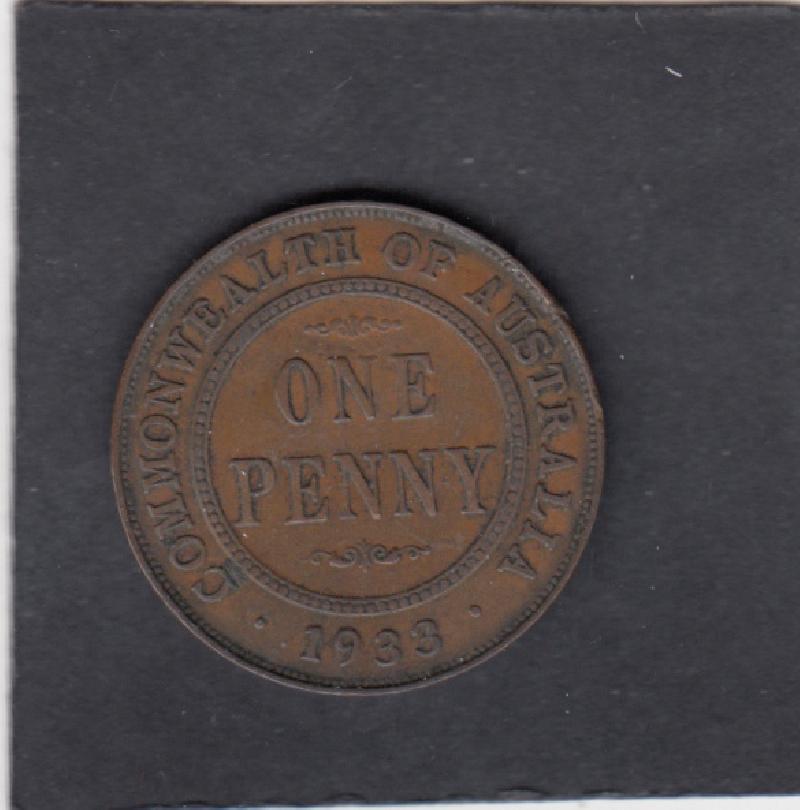 COMMONWEALTH OF AUSTRALIA
ONE
PENNY
· 1933 ·